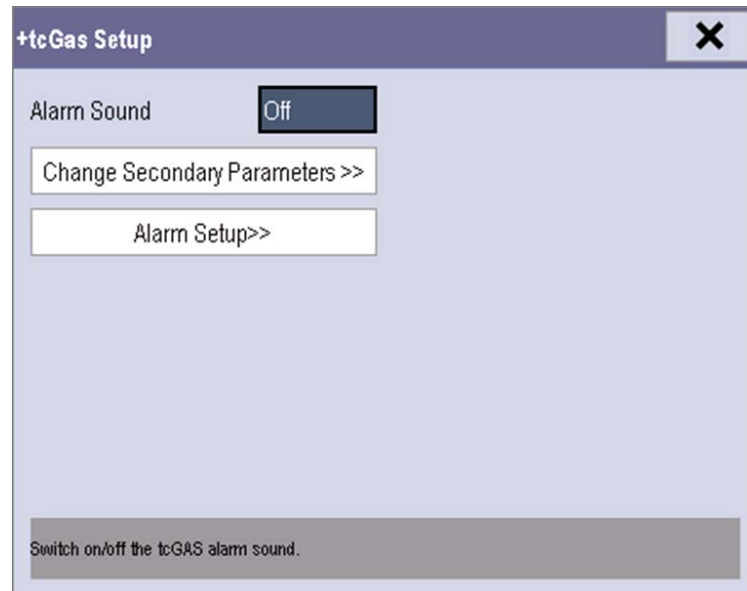 +tcGas Setup
Alarm Sound Off
Change Secondary Parameters >>
Alarm Setup>>
Switch on/off the tcGAS alarm sound.